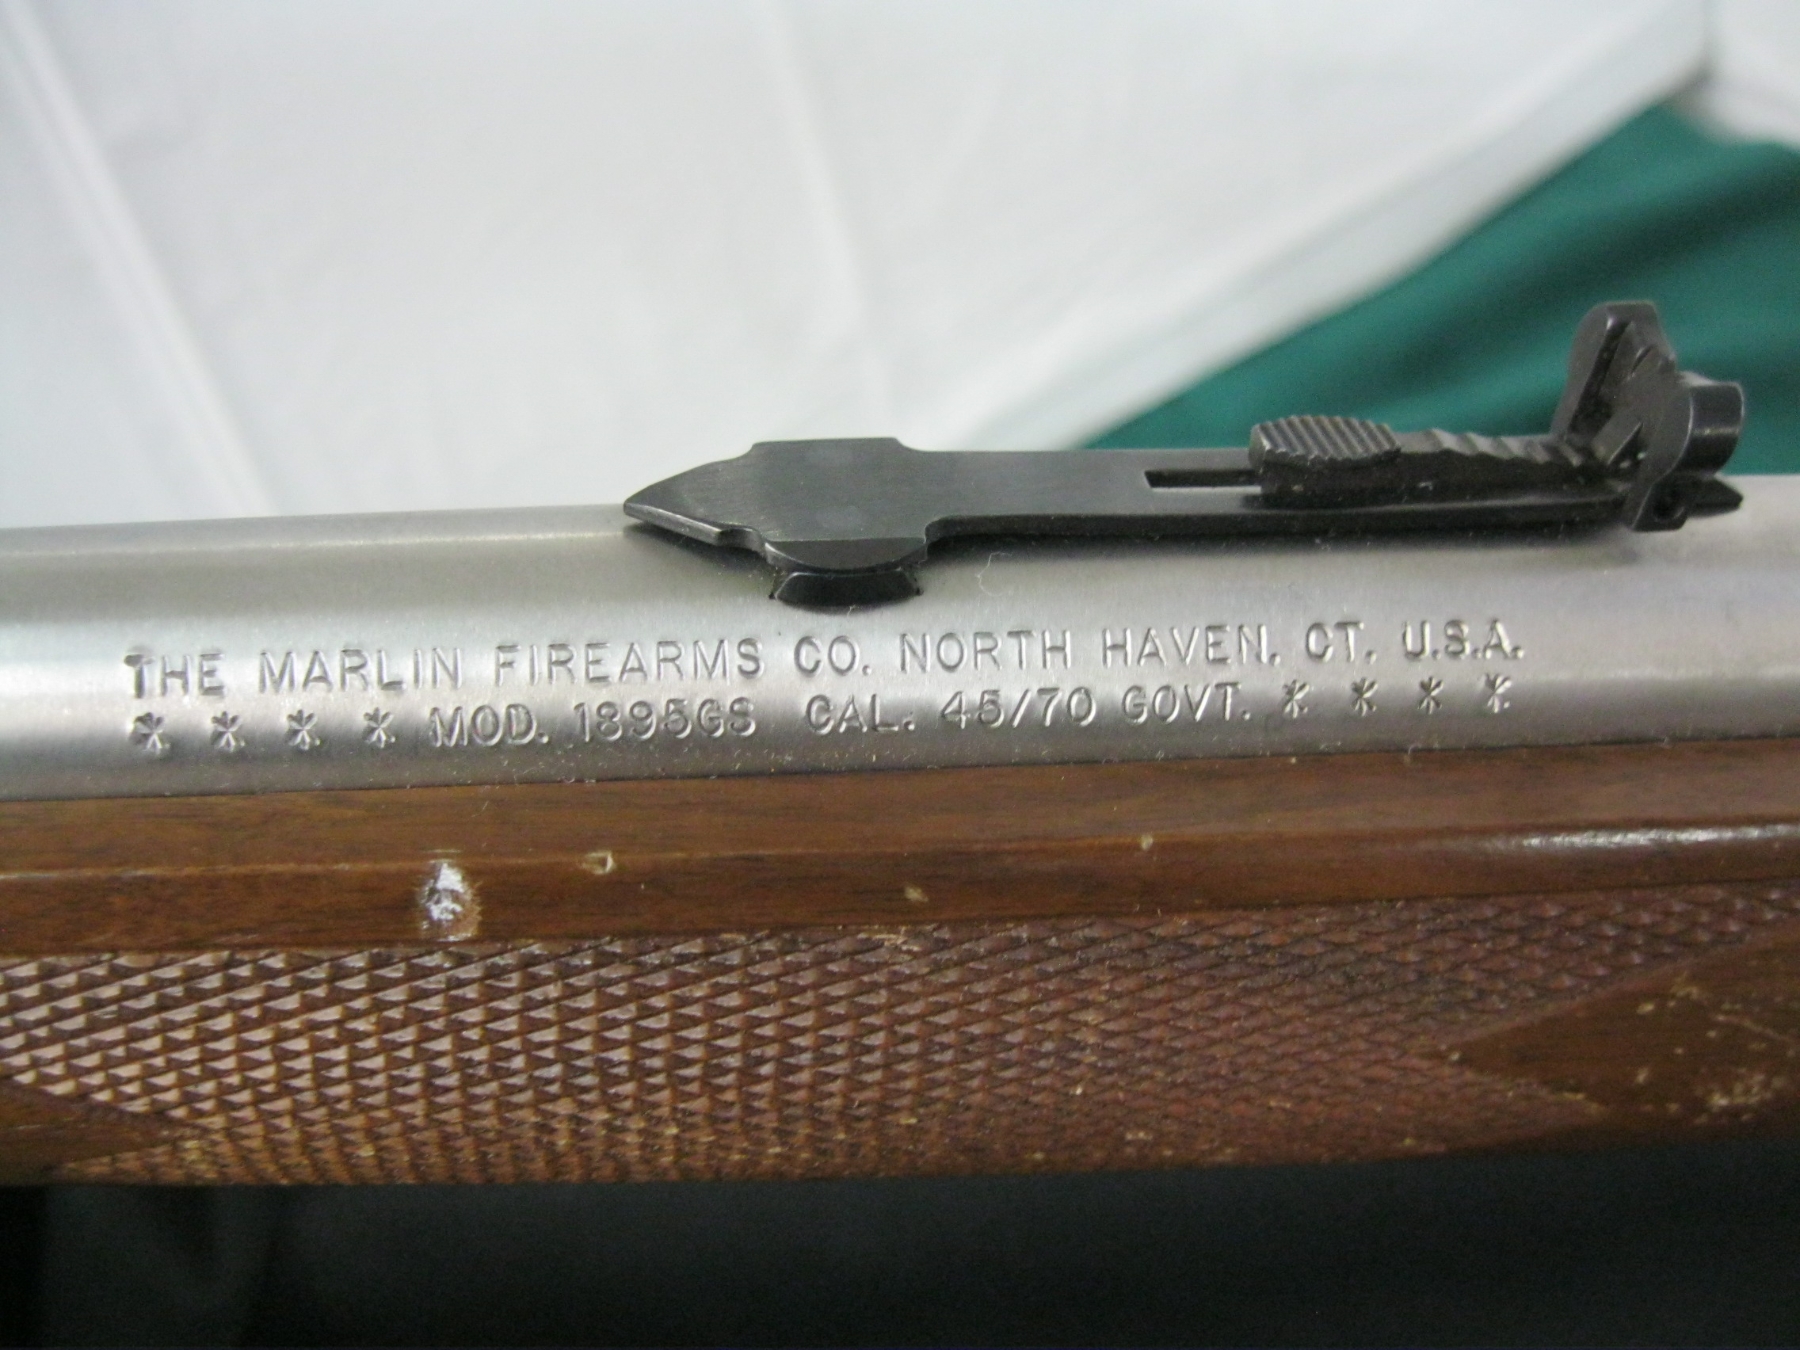 THE MARLIN FIREARMS CO. NORTH HAVEN, CT. U.S.A.
* * * * MOD. 1895GS CAL. 45/70 GOVT. * * * *